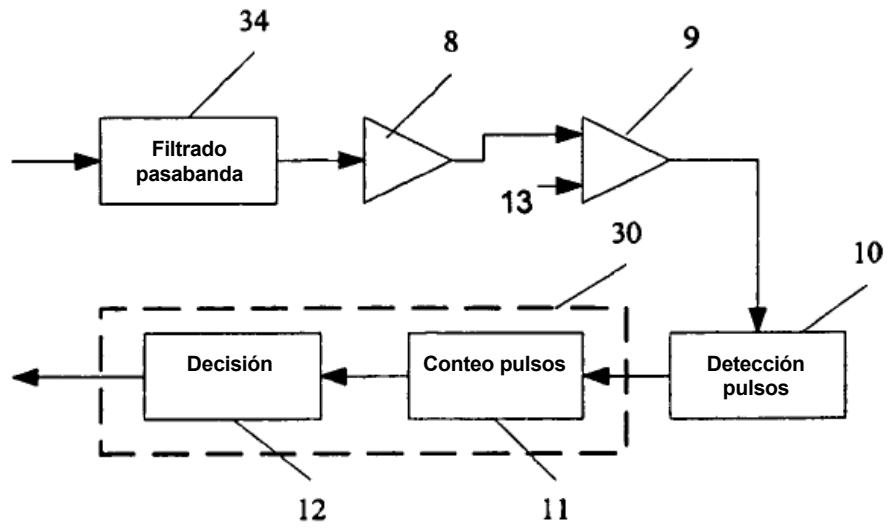 34
8
9
Filtrado
pasabanda
13
30
10
Decisión
Conteo pulsos
Detección
pulsos
12
11